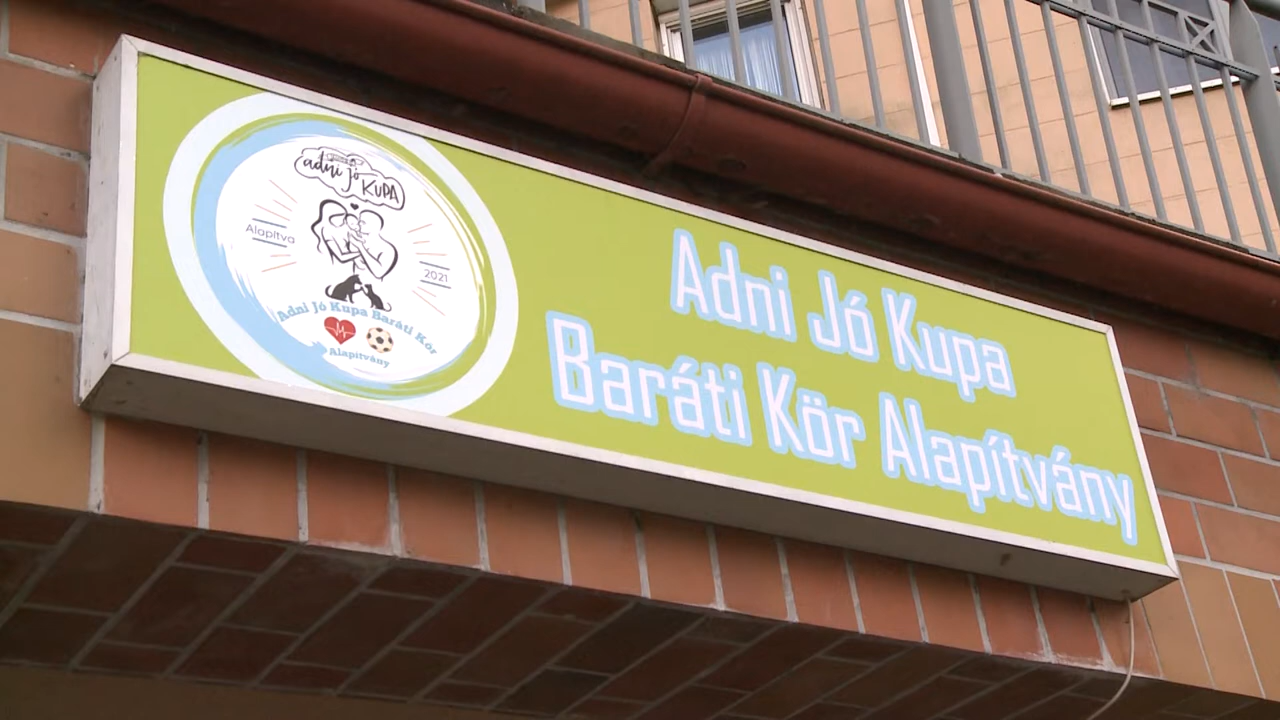 adni jó
KUPA
Alapítva
2021
Adni Jó Kupa Baráti Kör
Alapítvány
Adni Jó Kupa
Baráti Kör Alapítvány